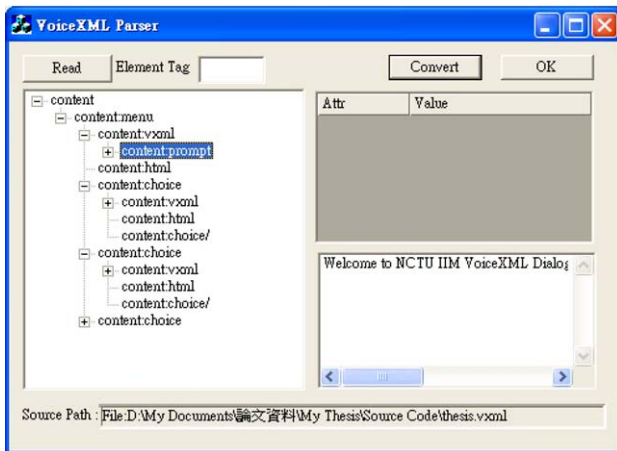 VoiceXML Parser
Read Element Tag Convert OK
content
content:menu
content:vxml
content:prompt
content:html
content:choice
content:vxml
content:html
content:choice/
content:choice
content:vxml
content:html
content:choice/
content:choice
Attr Value
Welcome to NCTU IIM VoiceXML Dialog
Source Path : File:D:\My Documents\論文資料\My Thesis\Source Code\thesis.vxml